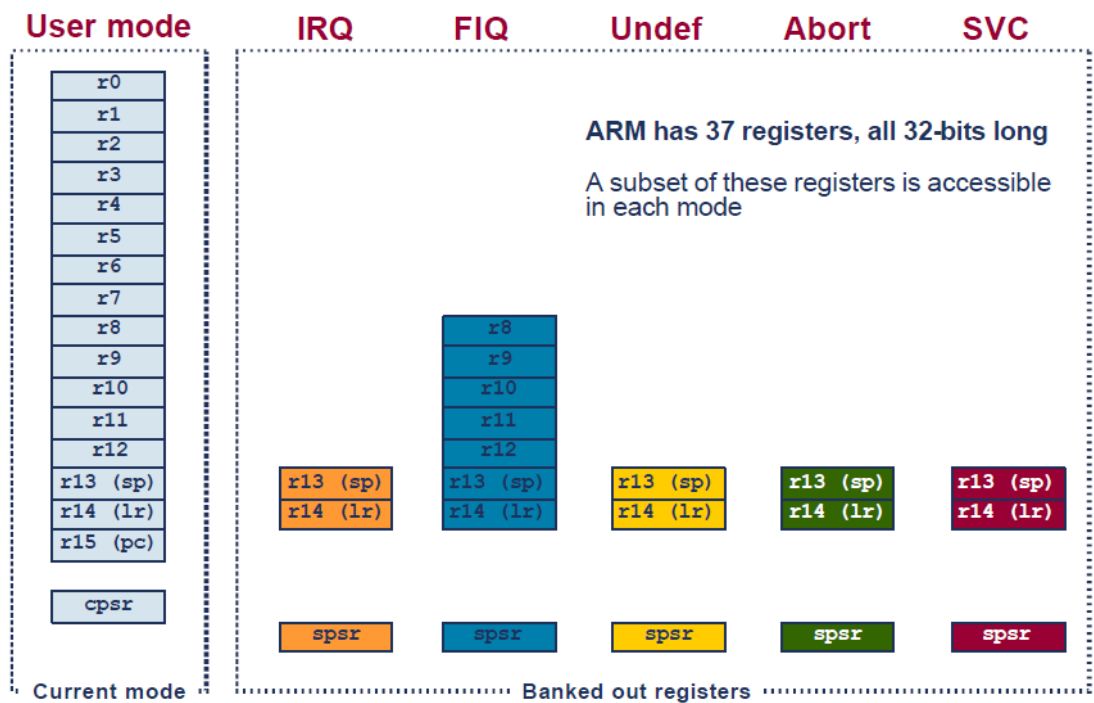 User mode
IRQ
FIQ
Undef
Abort
SVC
r0
r1
r2
r3
r4
r5
r6
r7
r8
r9
r10
r11
r12
r13 (sp)
r14 (lr)
r15 (pc)
cpsr
Current mode
r13 (sp)
r14 (lr)
spsr
r8
r9
r10
r11
r12
r13 (sp)
r14 (lr)
spsr
r13 (sp)
r14 (lr)
spsr
r13 (sp)
r14 (lr)
spsr
r13 (sp)
r14 (lr)
spsr
ARM has 37 registers, all 32-bits long
A subset of these registers is accessible
in each mode
Banked out registers